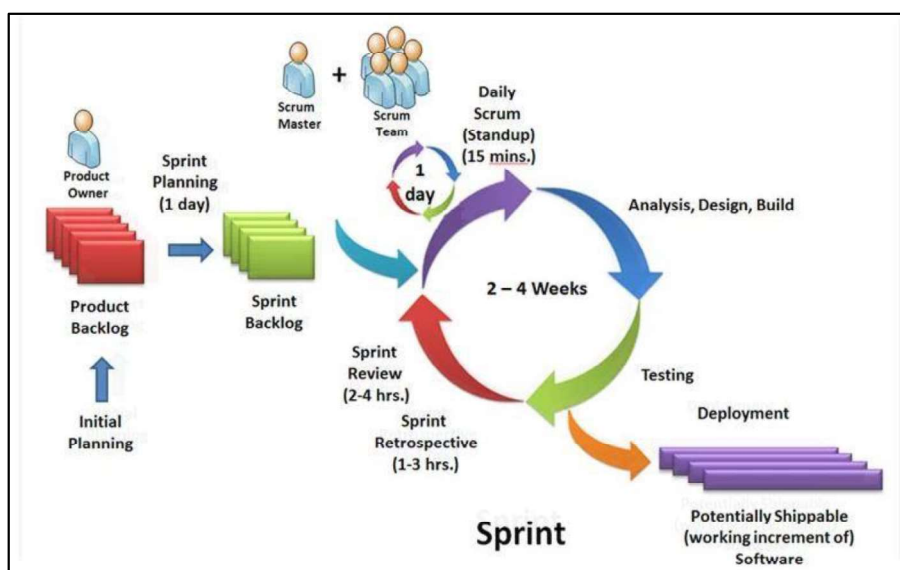 Scrum
Master
+
Scrum
Team
Product
Owner
Sprint
Planning
(1 day)
Daily
Scrum
(Standup)
(15 mins.)
1
day
Analysis, Design, Build
Product
Backlog
Sprint
Backlog
2 – 4 Weeks
Initial
Planning
Sprint
Review
(2-4 hrs.)
Sprint
Retrospective
(1-3 hrs.)
Testing
Deployment
Potentially Shippable
(working increment of)
Software
Sprint